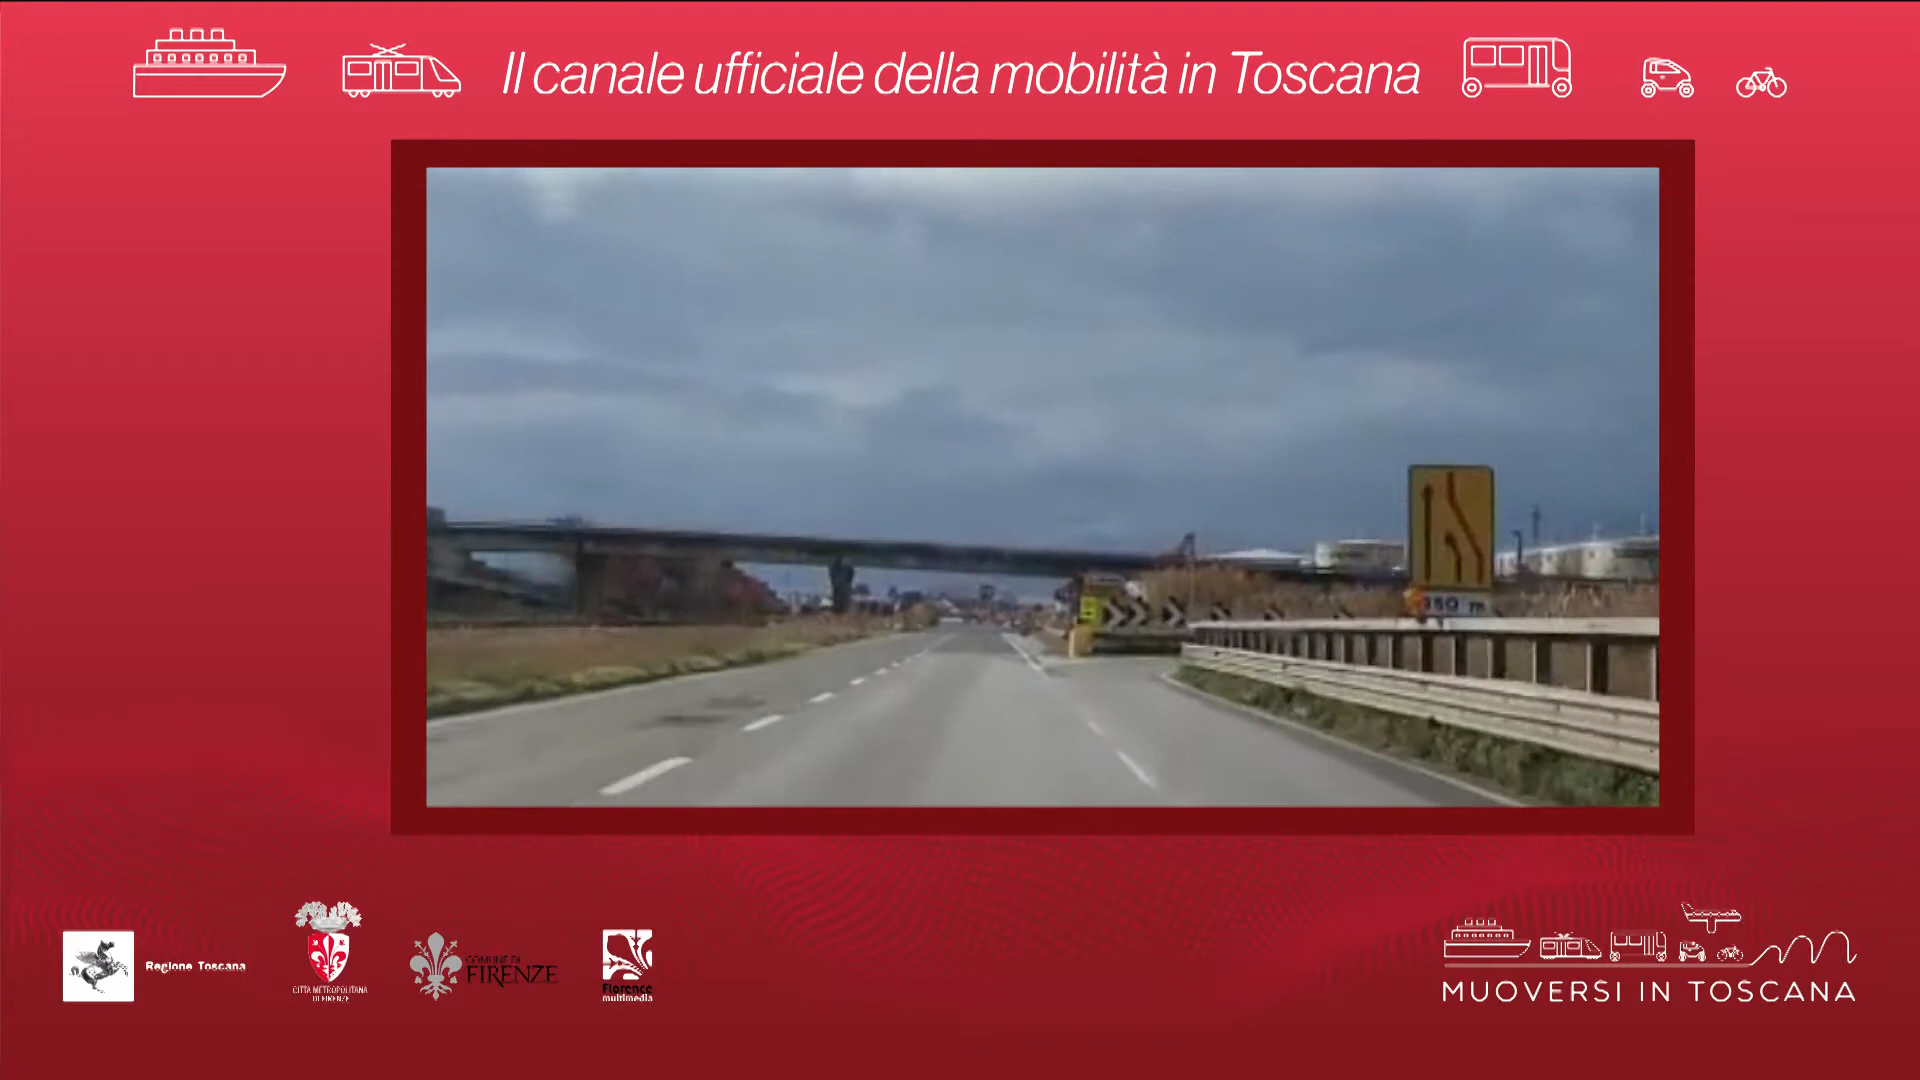 Il canale ufficiale della mobilità in Toscana
Regione Toscana
CITTÀ METROPOLITANA
DI FIRENZE
COMUNE DI
FIRENZE
Florence
multimedia
MUOVERSI IN TOSCANA